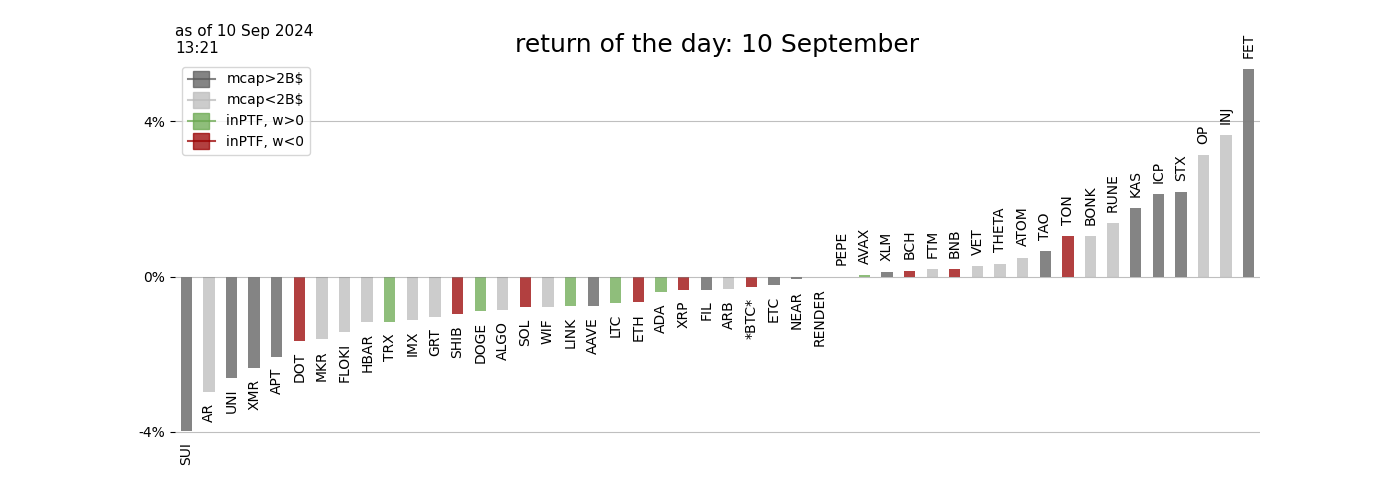 as of 10 Sep 2024
13:21
return of the day: 10 September
mcap>2B$
mcap<2B$
inPTF, w>0
inPTF, w<0
4%
0%
-4%
SUI
AR
UNI
XMR
APT
DOT
MKR
FLOKI
HBAR
TRX
IMX
GRT
SHIB
DOGE
ALGO
SOL
WIF
LINK
AAVE
LTC
ETH
ADA
XRP
FIL
ARB
*BTC*
ETC
NEAR
RENDER
PEPE
AVAX
XLM
BCH
FTM
BNB
VET
THETA
ATOM
TAO
TON
BONK
RUNE
KAS
ICP
STX
OP
INJ
FET